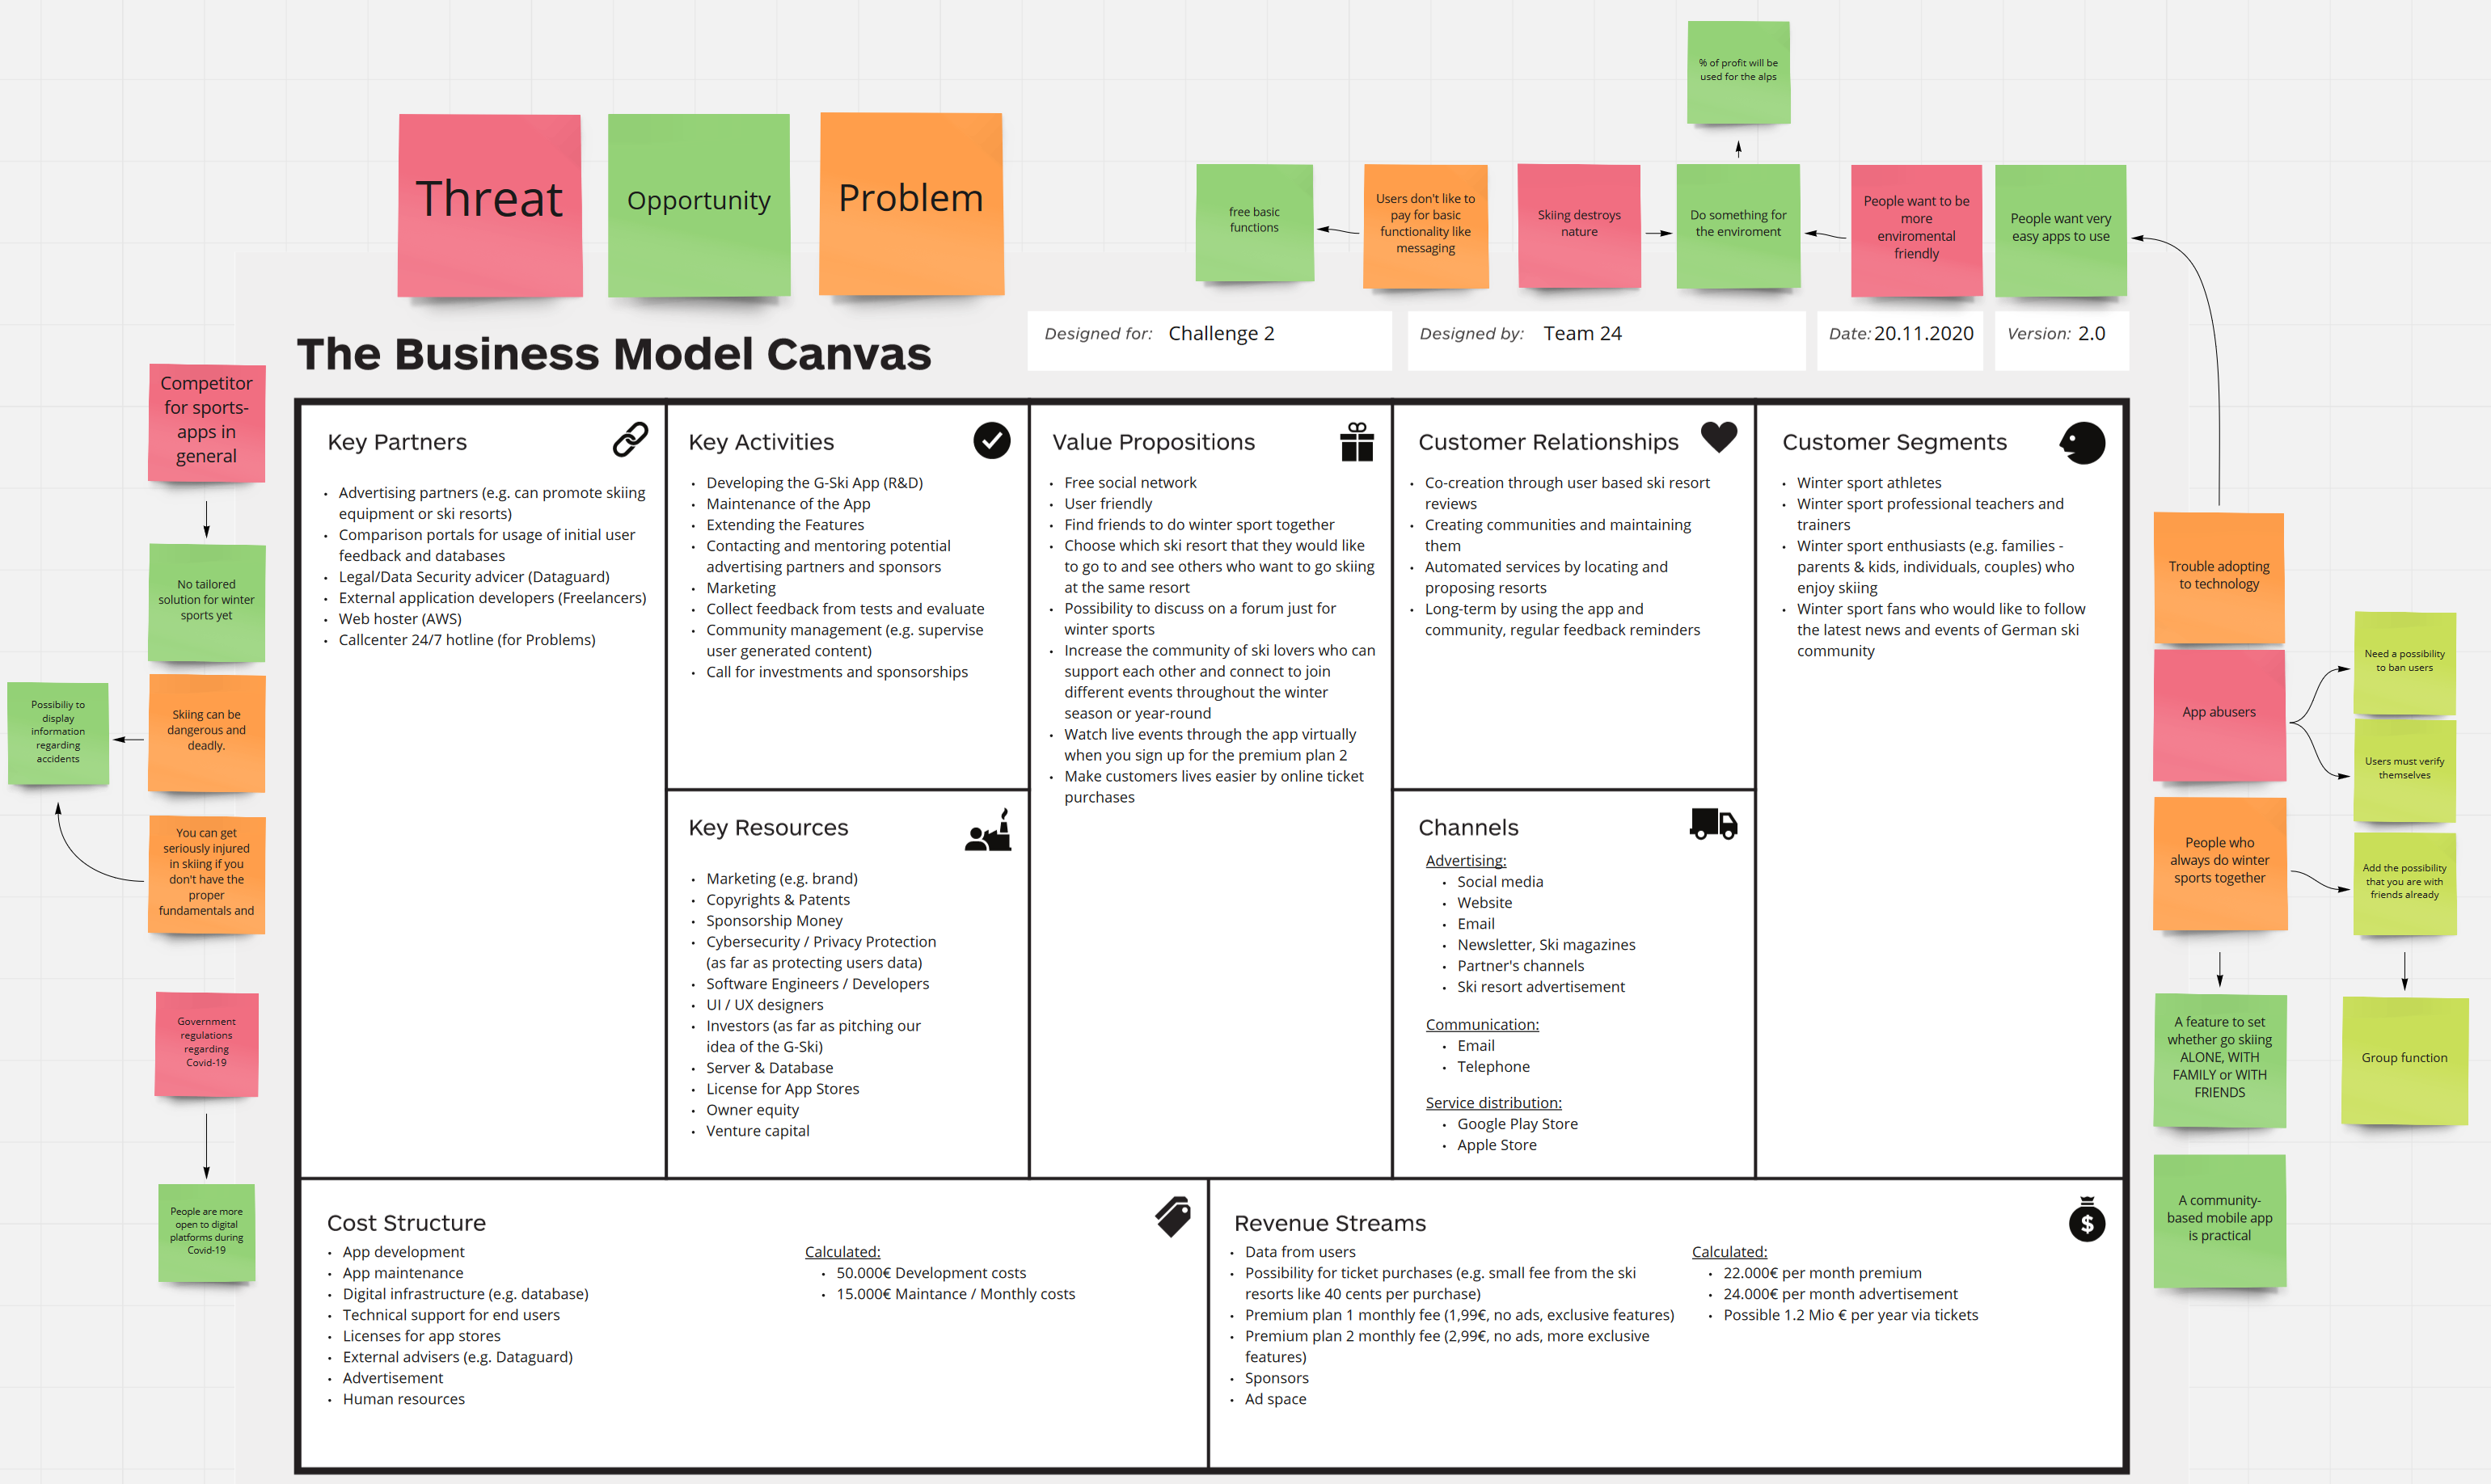 % of profit will be
used for the alps
Threat
Opportunity
Problem
free basic
functions
Users don't like to
pay for basic
functionality like
messaging
Skiing destroys
nature
Do something for
the enviroment
People want to be
more
enviromental
friendly
People want very
easy apps to use
The Business Model Canvas
Designed for: Challenge 2
Designed by: Team 24
Date: 20.11.2020
Version: 2.0
Competitor
for sports-
apps in
general
No tailored
solution for winter
sports yet
Possibiliy to
display
information
regarding
accidents
Skiing can be
dangerous and
deadly.
You can get
seriously injured
in skiing if you
don't have the
proper
fundamentals and
Government
regulations
regarding
Covid-19
People are more
open to digital
platforms during
Covid-19
Key Partners
• Advertising partners (e.g. can promote skiing
equipment or ski resorts)
• Comparison portals for usage of initial user
feedback and databases
• Legal/Data Security advicer (Dataguard)
• External application developers (Freelancers)
• Web hoster (AWS)
• Callcenter 24/7 hotline (for Problems)
Key Activities
• Developing the G-Ski App (R&D)
• Maintenance of the App
• Extending the Features
• Contacting and mentoring potential
advertising partners and sponsors
• Marketing
• Collect feedback from tests and evaluate
• Community management (e.g. supervise
user generated content)
• Call for investments and sponsorships
Key Resources
• Marketing (e.g. brand)
• Copyrights & Patents
• Sponsorship Money
• Cybersecurity / Privacy Protection
(as far as protecting users data)
• Software Engineers / Developers
• UI / UX designers
• Investors (as far as pitching our
idea of the G-Ski)
• Server & Database
• License for App Stores
• Owner equity
• Venture capital
Value Propositions
• Free social network
• User friendly
• Find friends to do winter sport together
• Choose which ski resort that they would like
to go to and see others who want to go skiing
at the same resort
• Possibility to discuss on a forum just for
winter sports
• Increase the community of ski lovers who can
support each other and connect to join
different events throughout the winter
season or year-round
• Watch live events through the app virtually
when you sign up for the premium plan 2
• Make customers lives easier by online ticket
purchases
Customer Relationships
• Co-creation through user based ski resort
reviews
• Creating communities and maintaining
them
• Automated services by locating and
proposing resorts
• Long-term by using the app and
community, regular feedback reminders
Channels
Advertising:
• Social media
• Website
• Email
• Newsletter, Ski magazines
• Partner's channels
• Ski resort advertisement
Communication:
• Email
• Telephone
Service distribution:
• Google Play Store
• Apple Store
Customer Segments
• Winter sport athletes
• Winter sport professional teachers and
trainers
• Winter sport enthusiasts (e.g. families -
parents & kids, individuals, couples) who
enjoy skiing
• Winter sport fans who would like to follow
the latest news and events of German ski
community
Cost Structure
• App development
• App maintenance
• Digital infrastructure (e.g. database)
• Technical support for end users
• Licenses for app stores
• External advisers (e.g. Dataguard)
• Advertisement
• Human resources
Calculated:
• 50.000€ Development costs
• 15.000€ Maintance / Monthly costs
Revenue Streams
• Data from users
• Possibility for ticket purchases (e.g. small fee from the ski
resorts like 40 cents per purchase)
• Premium plan 1 monthly fee (1,99€, no ads, exclusive features)
• Premium plan 2 monthly fee (2,99€, no ads, more exclusive
features)
• Sponsors
• Ad space
Calculated:
• 22.000€ per month premium
• 24.000€ per month advertisement
• Possible 1.2 Mio € per year via tickets
Trouble adopting
to technology
App abusers
Need a possibility
to ban users
Users must verify
themselves
People who
always do winter
sports together
Add the possibility
that you are with
friends already
A feature to set
whether go skiing
ALONE, WITH
FAMILY or WITH
FRIENDS
Group function
A community-
based mobile app
is practical